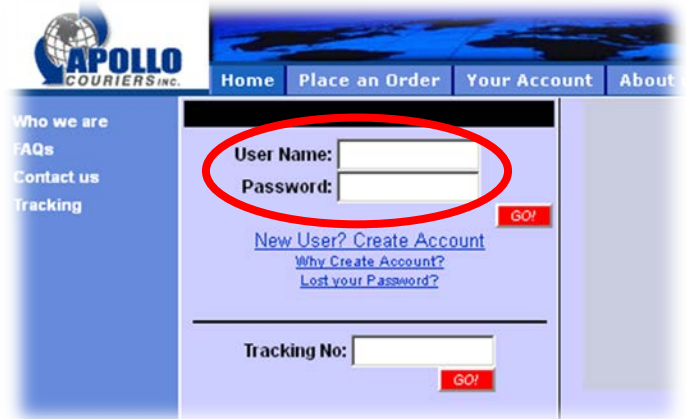 APOLLO
COURIERS INC.
Home Place an Order Your Account About
Who we are
FAQs
Contact us
Tracking
User Name:
Password:
GO!
New User? Create Account
Why Create Account?
Lost your Password?
Tracking No:
GO!